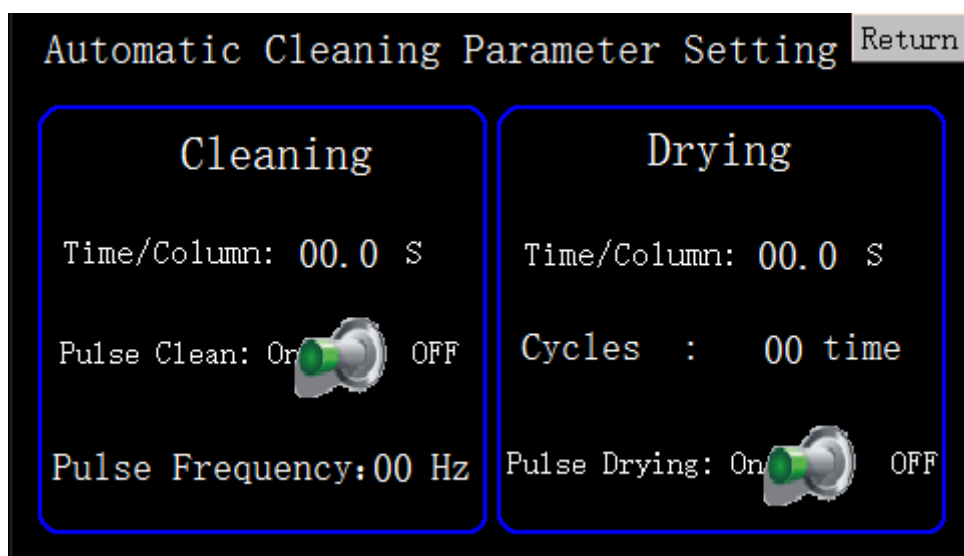 Automatic Cleaning Parameter Setting
Return
Cleaning
Time/Column: 00.0 S
Pulse Clean: On OFF
Pulse Frequency:00 Hz
Drying
Time/Column: 00.0 S
Cycles : 00 time
Pulse Drying: On OFF